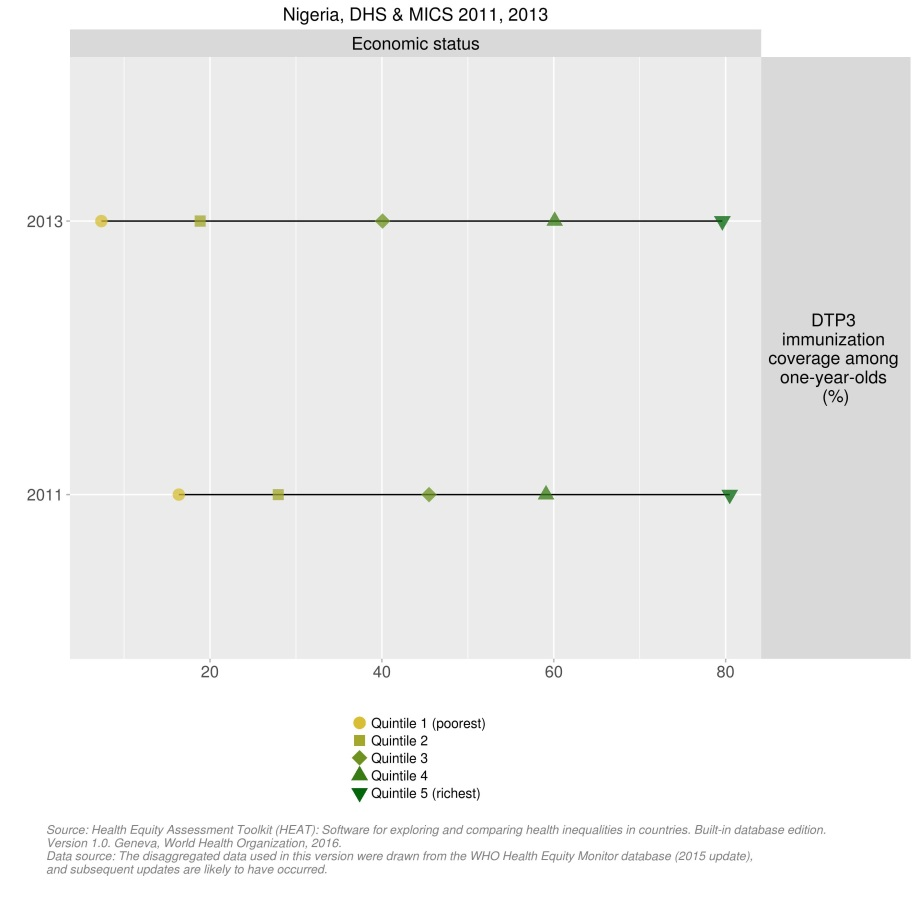 Nigeria, DHS & MICS 2011, 2013
Economic status
2013
2011
DTP3
immunization
coverage among
one-year-olds
(%)
20
40
60
80
Quintile 1 (poorest)
Quintile 2
Quintile 3
Quintile 4
Quintile 5 (richest)
Source: Health Equity Assessment Toolkit (HEAT): Software for exploring and comparing health inequalities in countries. Built-in database edition.
Version 1.0. Geneva, World Health Organization, 2016.
Data source: The disaggregated data used in this version were drawn from the WHO Health Equity Monitor database (2015 update),
and subsequent updates are likely to have occurred.